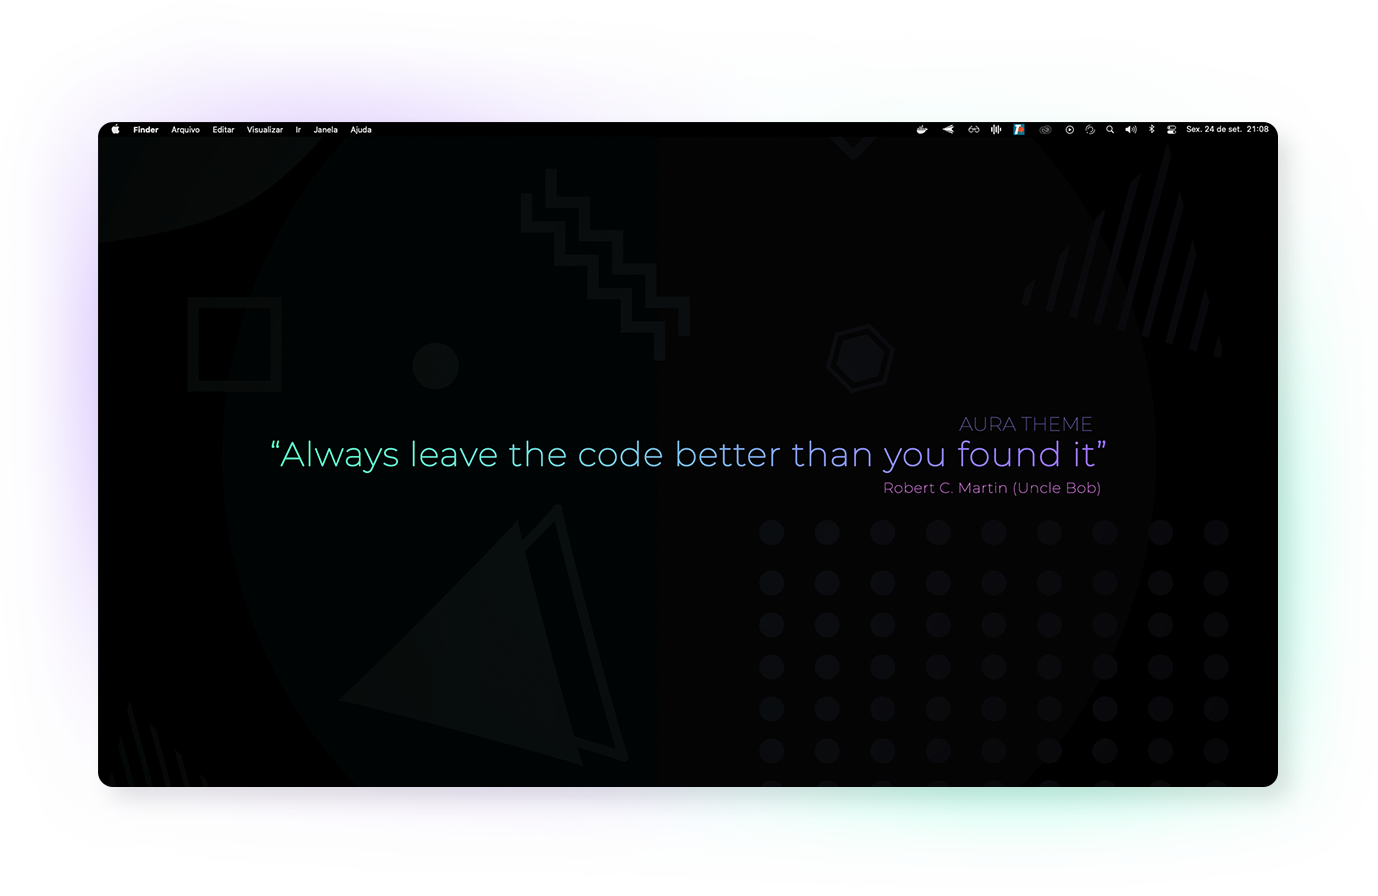 Finder Arquivo Editar Visualizar Ir Janela Ajuda Sex. 24 de set. 21:08
AURA THEME
“Always leave the code better than you found it”
Robert C. Martin (Uncle Bob)